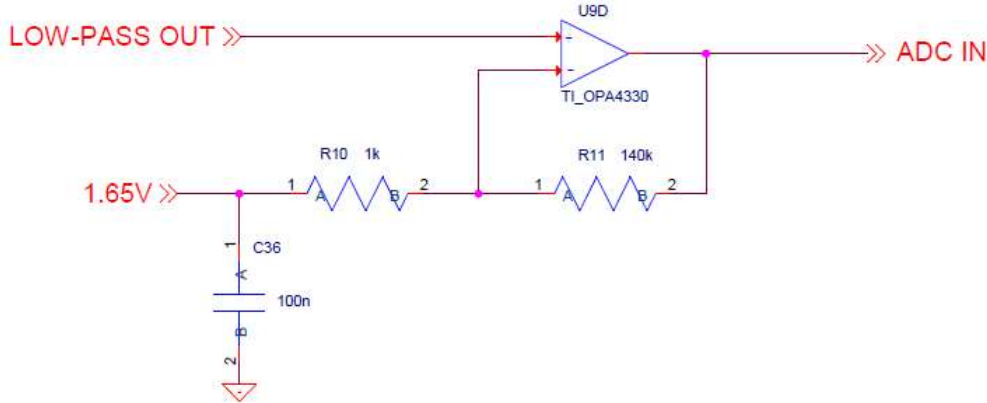 U9D
LOW-PASS OUT
-
-
ADC IN
TI_OPA4330
R10 1k
R11 140k
1.65V
1 A B 2
1 A B 2
1
C36
A
100n
B
2